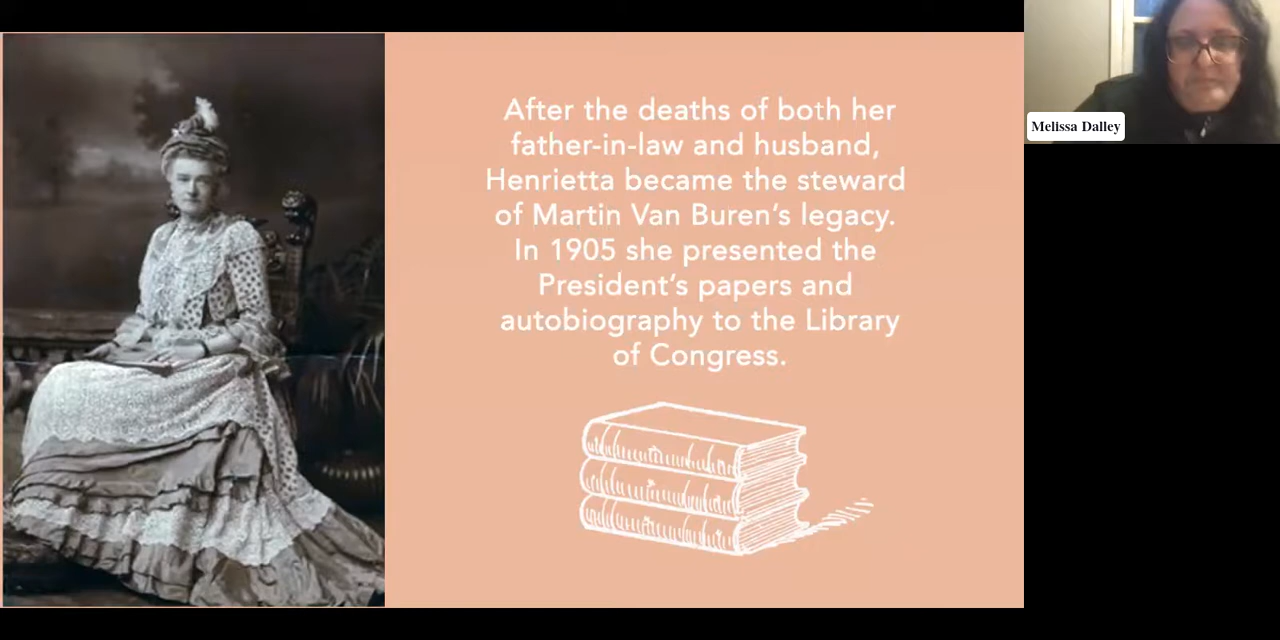 After the deaths of both her
father-in-law and husband,
Henrietta became the steward
of Martin Van Buren's legacy.
In 1905 she presented the
President's papers and
autobiography to the Library
of Congress.
Melissa Dalley